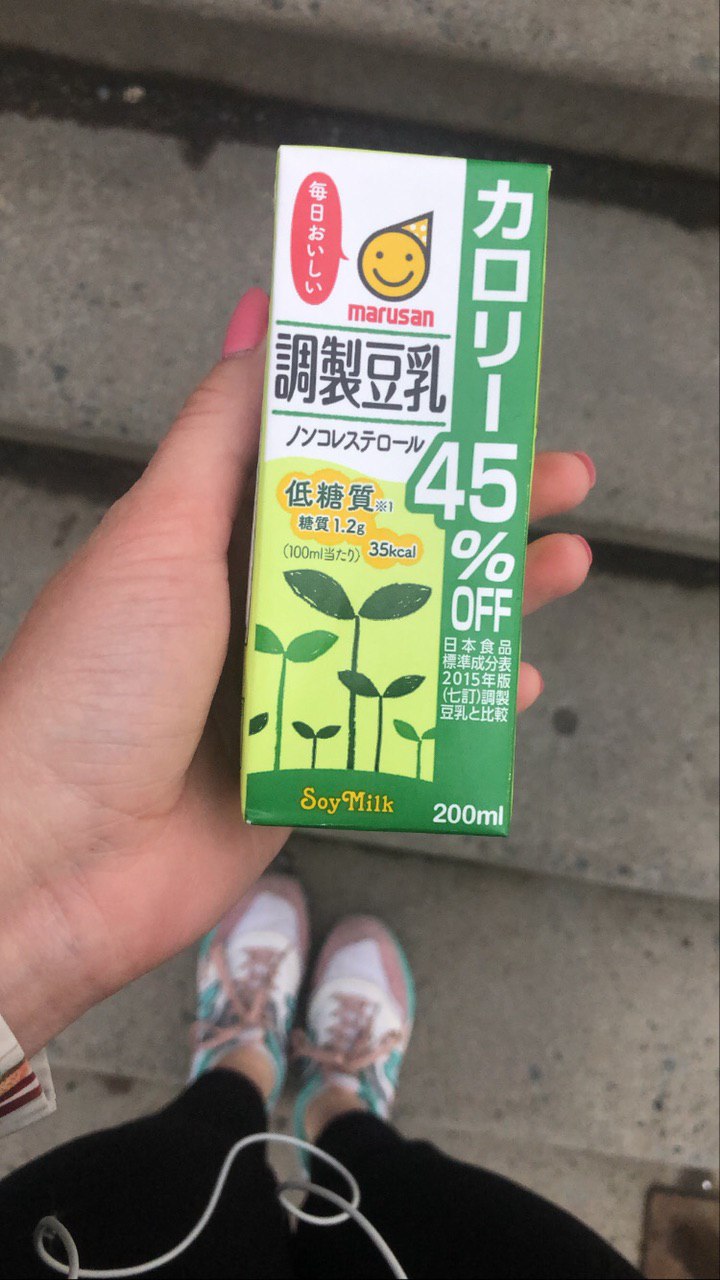 毎日おいしい
marusan
調製豆乳
ノンコレステロール
低糖質※1
糖質1.2g
(100ml当たり) 35kcal
Soy Milk
カロリー
45
%
OFF
日本食品
標準成分表
2015年版
(七訂)調製
豆乳と比較
200ml